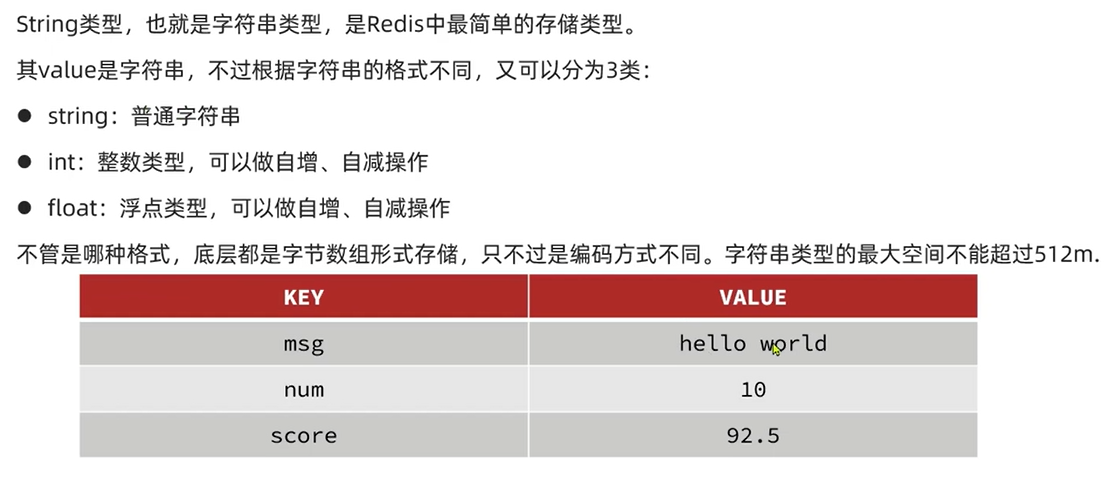 String类型，也就是字符串类型，是Redis中最简单的存储类型。
其value是字符串，不过根据字符串的格式不同，又可以分为3类：
● string：普通字符串
● int：整数类型，可以做自增、自减操作
● float：浮点类型，可以做自增、自减操作
不管是哪种格式，底层都是字节数组形式存储，只不过是编码方式不同。字符串类型的最大空间不能超过512m.
KEY VALUE
msg hello world
num 10
score 92.5